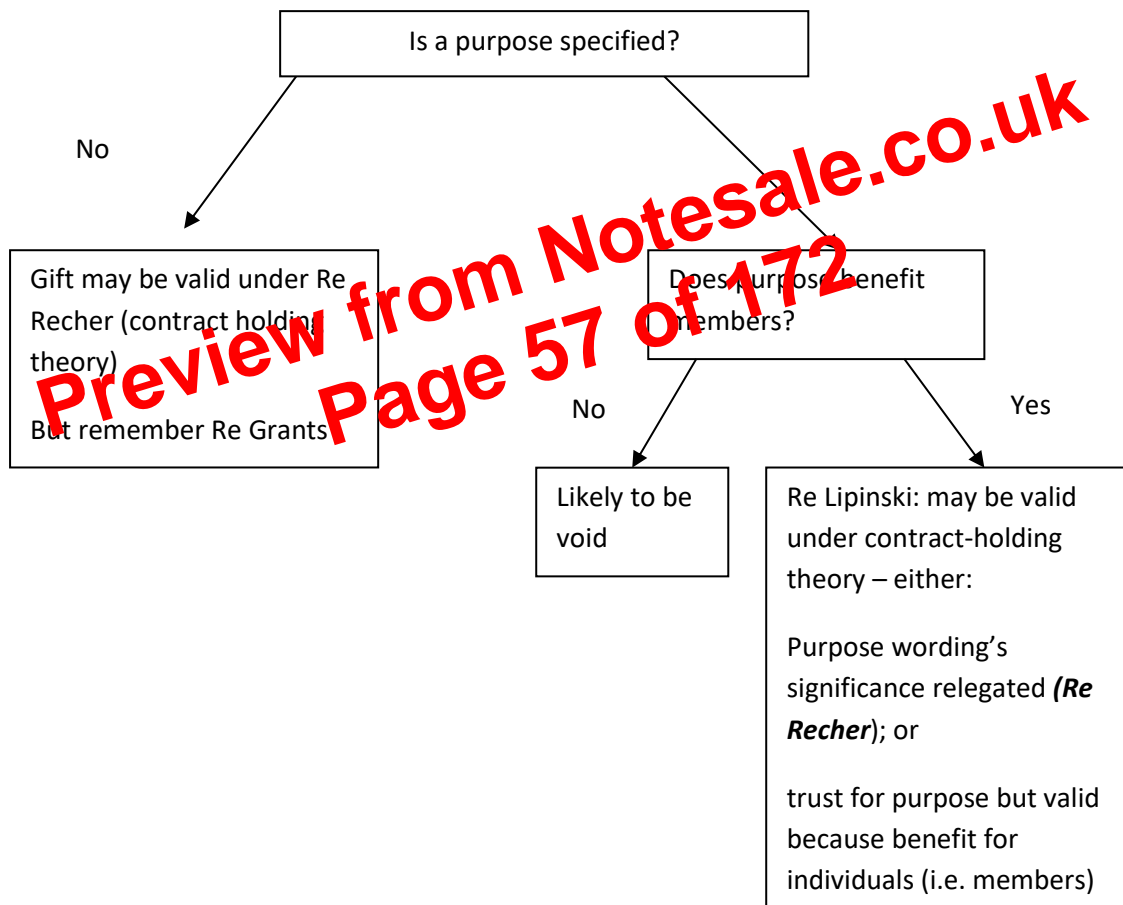 Is a purpose specified?
No
Gift may be valid under Re
Recher (contract holding
theory)
But remember Re Grants
Does purpose benefit
members?
No
Yes
Likely to be
void
Re Lipinski: may be valid
under contract-holding
theory – either:
Purpose wording’s
significance relegated (Re
Recher); or
trust for purpose but valid
because benefit for
individuals (i.e. members)
Preview from Notesale.co.uk
Page 57 of 172